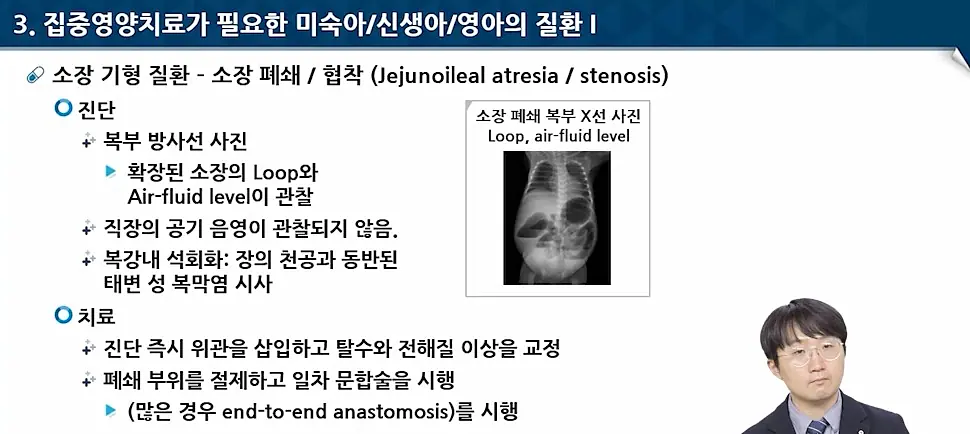 3. 집중영양치료가 필요한 미숙아/신생아/영아의 질환 I
소장 기형 질환 - 소장 폐쇄 / 협착 (Jejunoileal atresia / stenosis)
진단
복부 방사선 사진
확장된 소장의 Loop와
Air-fluid level이 관찰
직장의 공기 음영이 관찰되지 않음.
복강내 석회화: 장의 천공과 동반된
태변 성 복막염 시사
소장 폐쇄 복부 X선 사진
Loop, air-fluid level
치료
진단 즉시 위관을 삽입하고 탈수와 전해질 이상을 교정
폐쇄 부위를 절제하고 일차 문합술을 시행
(많은 경우 end-to-end anastomosis)를 시행